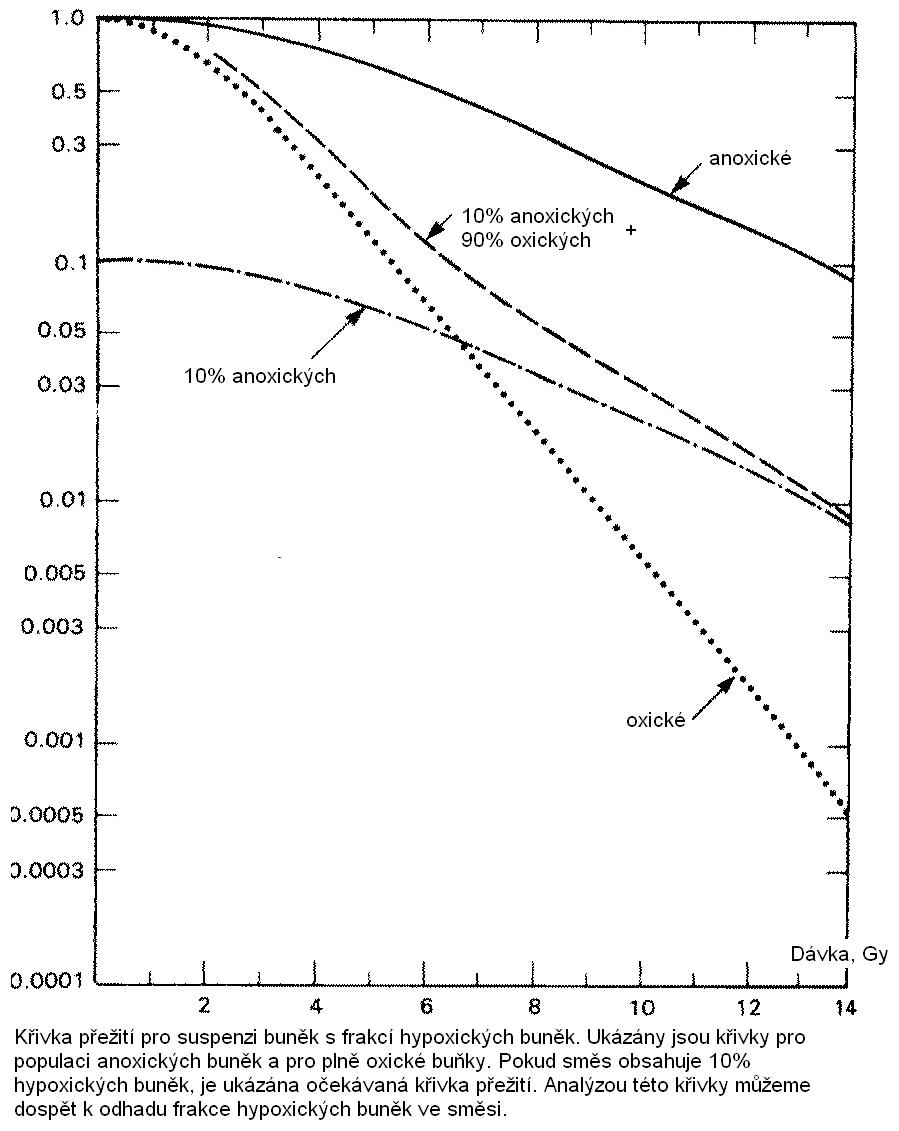 1.0
0.5
0.3
anoxické
10% anoxických
90% oxických +
0.1
0.05
10% anoxických
0.03
0.01
0.005
0.003
oxické
0.001
0.0005
0.0003
Dávka, Gy
0.0001
2 4 6 8 10 12 14
Křivka přežití pro suspenzi buněk s frakcí hypoxických buněk. Ukázány jsou křivky pro
populaci anoxických buněk a pro plně oxické buňky. Pokud směs obsahuje 10%
hypoxických buněk, je ukázána očekávaná křivka přežití. Analýzou této křivky můžeme
dospět k odhadu frakce hypoxických buněk ve směsi.